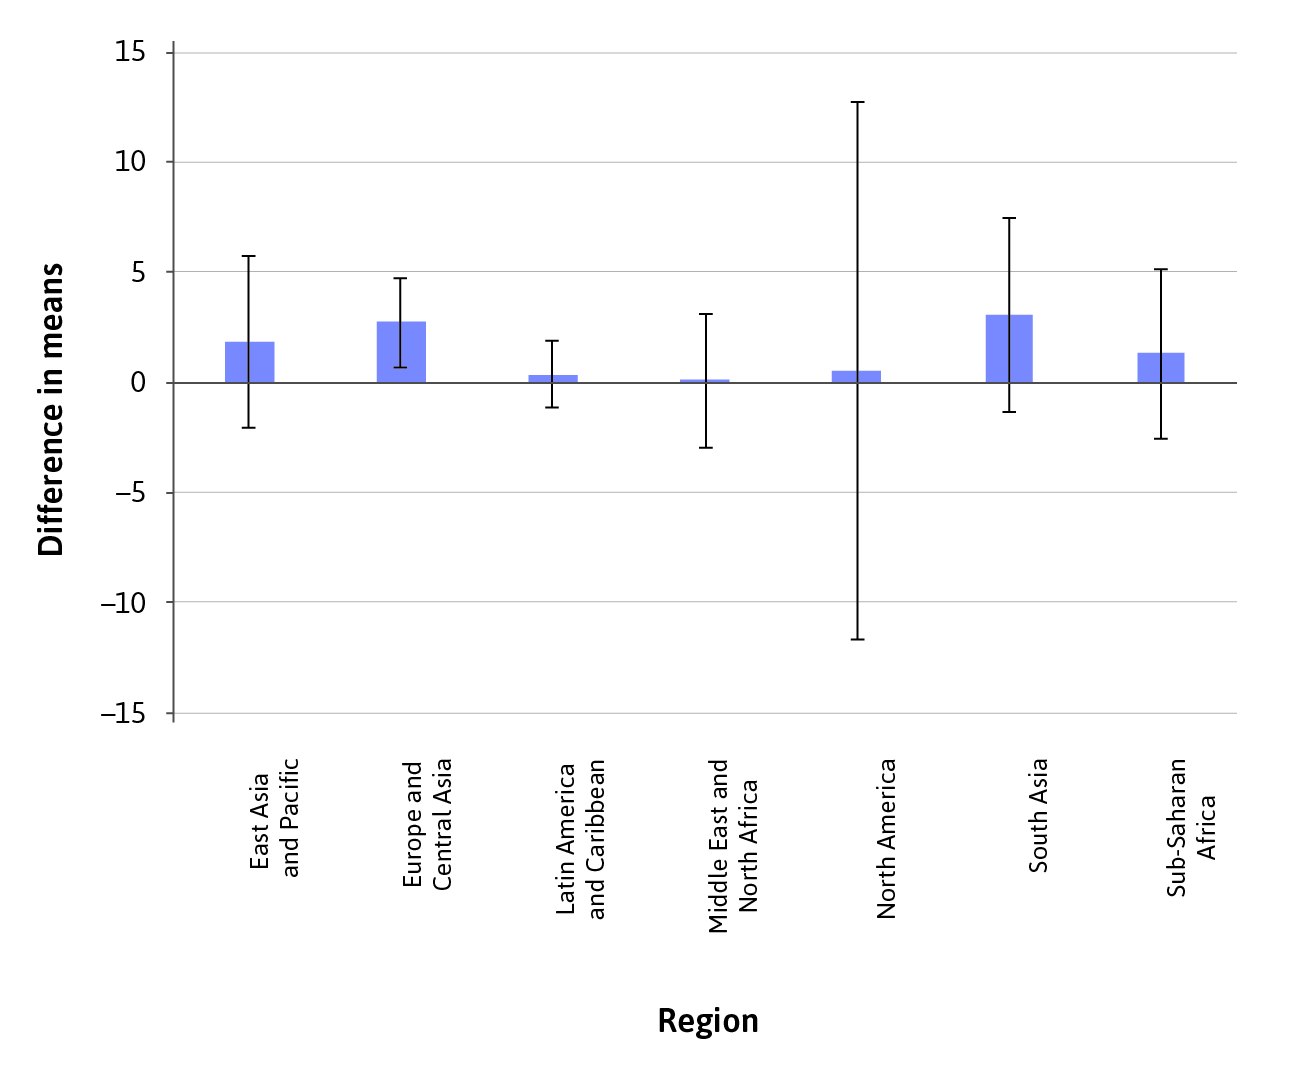 15
10
5
0
–5
–10
–15
Difference in means
East Asia
and Pacific
Europe and
Central Asia
Latin America
and Caribbean
Middle East and
North Africa
North America
South Asia
Sub-Saharan
Africa
Region